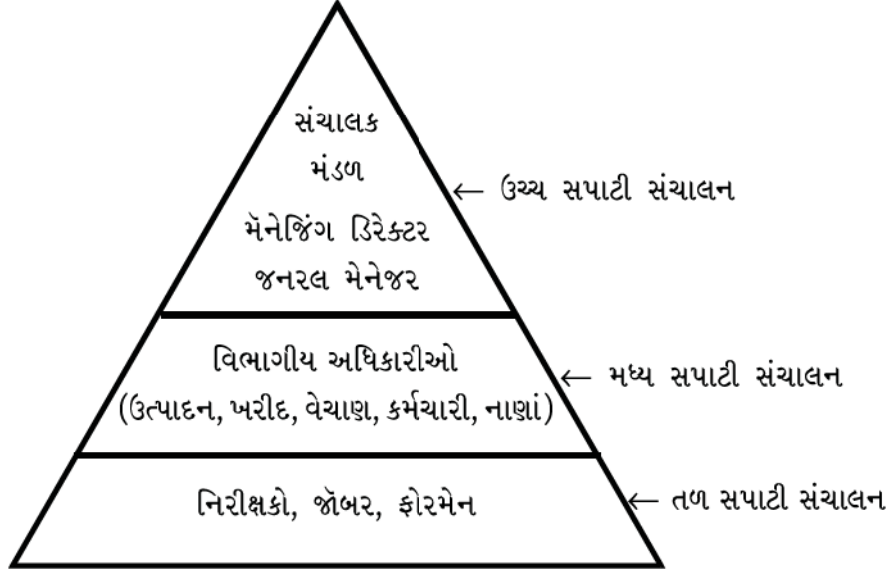 સંચાલક
મંડળ
← ઉચ્ચ સપાટી સંચાલન
મૅનેજિંગ ડિરેક્ટર
જનરલ મેનેજર
વિભાગીય અધિકારીઓ
← મધ્ય સપાટી સંચાલન
(ઉત્પાદન, ખરીદ, વેચાણ, કર્મચારી, નાણાં)
નિરીક્ષકો, જૉબર, ફોરમેન
← તળ સપાટી સંચાલન